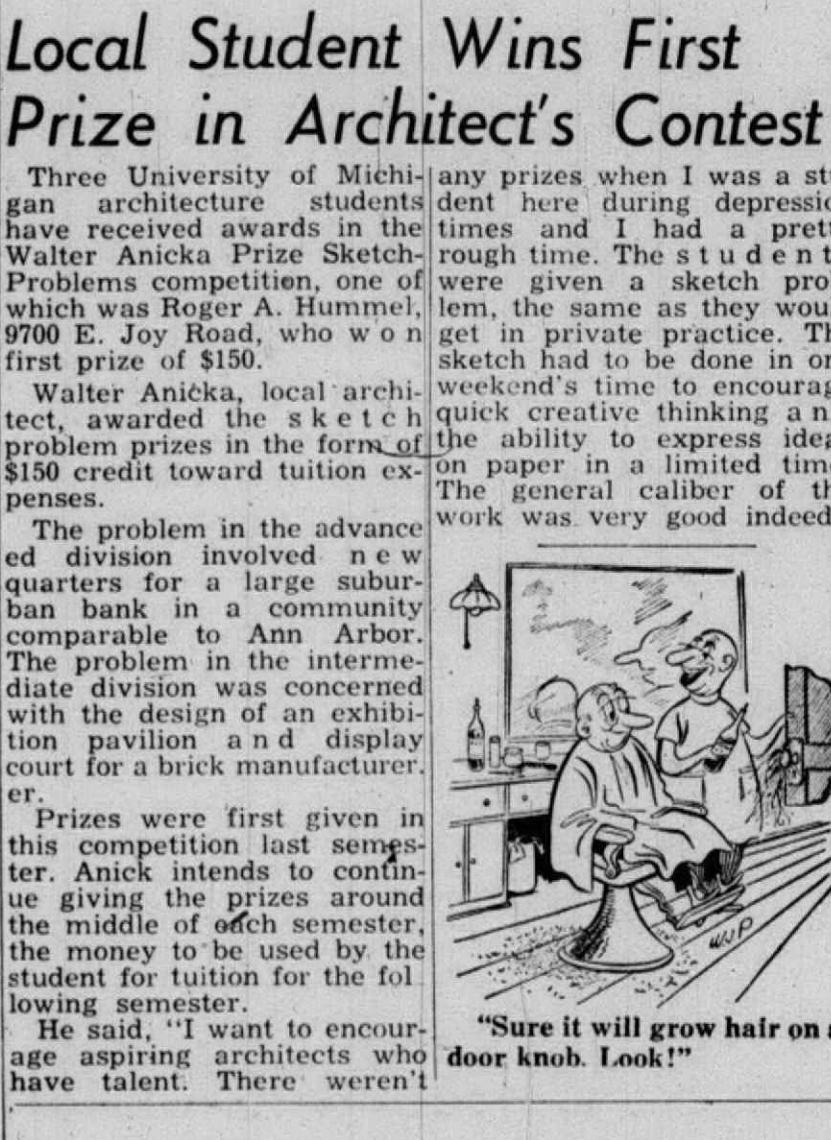 Local Student Wins First
Prize in Architect's Contest
Three University of Michi-
gan architecture students
have received awards in the
Walter Anicka Prize Sketch-
Problems competition, one of
which was Roger A. Hummel,
9700 E. Joy Road, who won
first prize of $150.
Walter Anicka, local archi-
tect, awarded the sketch
problem prizes in the form of
$150 credit toward tuition ex-
penses.
The problem in the advance
ed division involved new
quarters for a large subur-
ban bank in a community
comparable to Ann Arbor.
The problem in the interme-
diate division was concerned
with the design of an exhibi-
tion pavilion and display
court for a brick manufacturer.
er.
Prizes were first given in
this competition last semes-
ter. Anick intends to contin-
ue giving the prizes around
the middle of each semester,
the money to be used by the
student for tuition for the fol
lowing semester.
He said, "I want to encour-
age aspiring architects who
have talent. There weren't
any prizes when I was a stu
dent here during depressio
times and I had a prett
rough time. The student
were given a sketch pro
lem, the same as they wou
get in private practice. Th
sketch had to be done in on
weekend's time to encourag
quick creative thinking an
the ability to express idea
on paper in a limited time
The general caliber of th
work was very good indeed
WJP
"Sure it will grow hair on a
door knob. Look!"